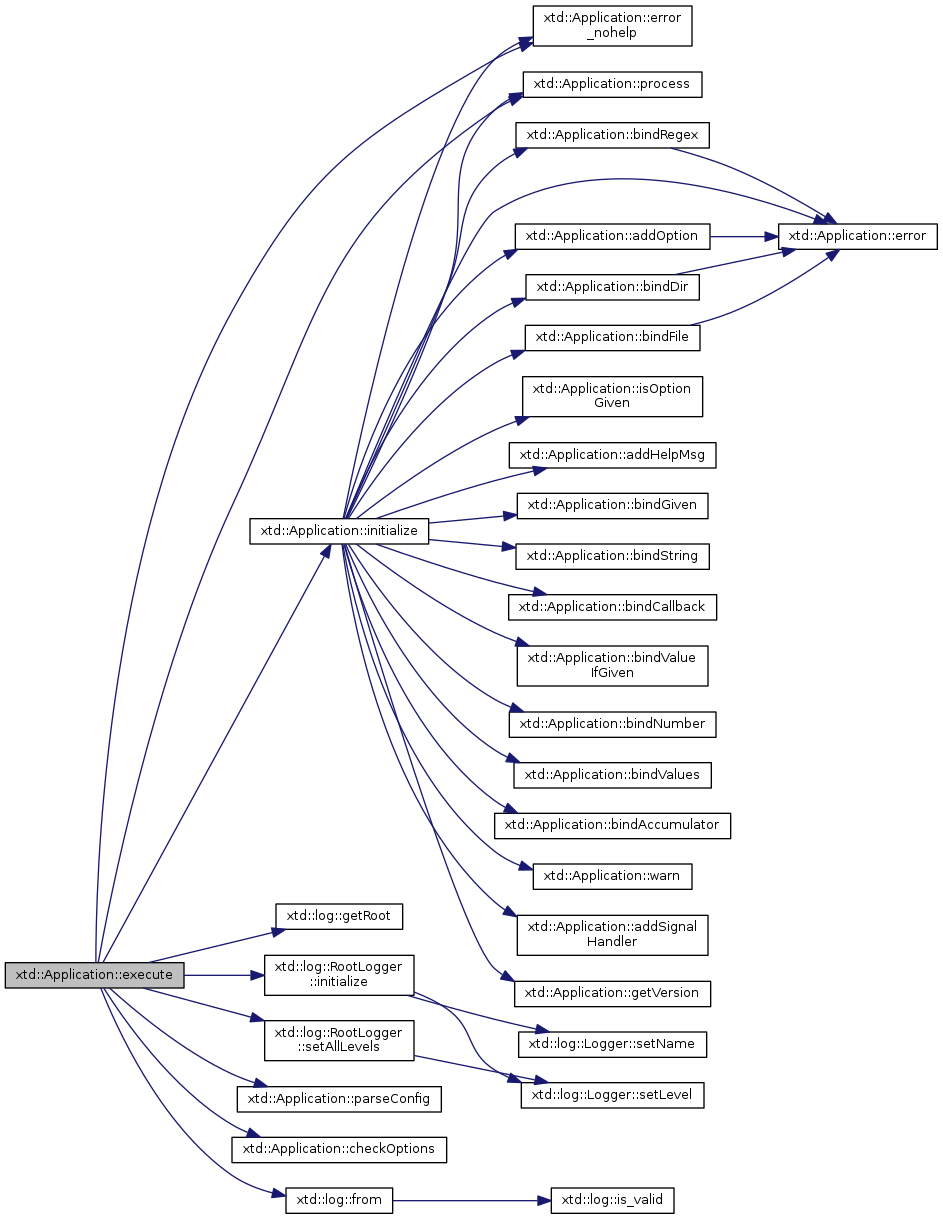 xtd::Application::error
_nohelp
xtd::Application::process
xtd::Application::bindRegex
xtd::Application::addOption
xtd::Application::error
xtd::Application::bindDir
xtd::Application::bindFile
xtd::Application::isOption
Given
xtd::Application::addHelpMsg
xtd::Application::bindGiven
xtd::Application::initialize
xtd::Application::bindString
xtd::Application::bindCallback
xtd::Application::bindValue
IfGiven
xtd::Application::bindNumber
xtd::Application::bindValues
xtd::Application::bindAccumulator
xtd::Application::warn
xtd::log::getRoot
xtd::Application::addSignal
Handler
xtd::Application::execute
xtd::log::RootLogger
::initialize
xtd::Application::getVersion
xtd::log::RootLogger
::setAllLevels
xtd::log::Logger::setName
xtd::Application::parseConfig
xtd::log::Logger::setLevel
xtd::Application::checkOptions
xtd::log::from
xtd::log::is_valid